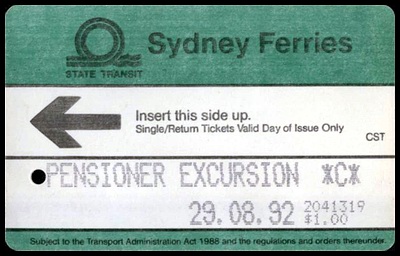 Sydney Ferries
STATE TRANSIT
Insert this side up.
Single/Return Tickets Valid Day of Issue Only
CST
PENSIONER EXCURSION *C*
29.08.92 2041319
$1.00
Subject to the Transport Administration Act 1988 and the regulations and orders thereunder.